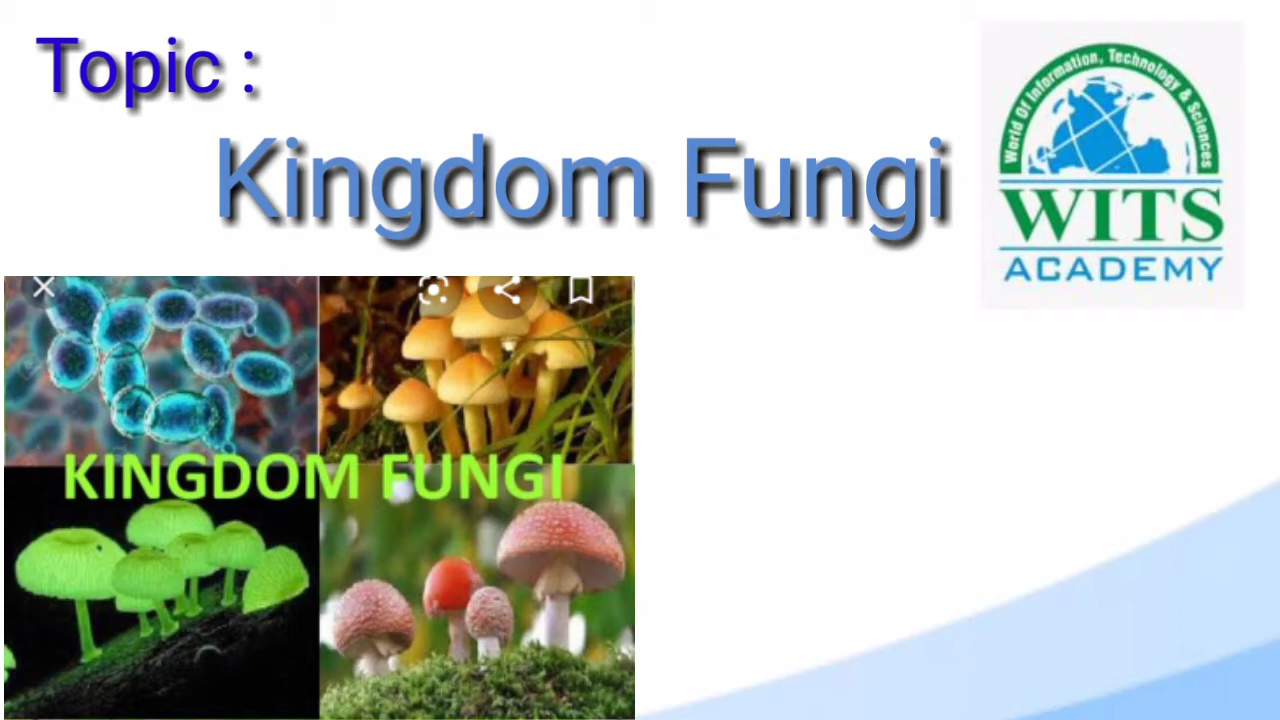 Topic :
Kingdom Fungi
World Of Information, Technology & Sciences
WITS
ACADEMY
KINGDOM FUNGI